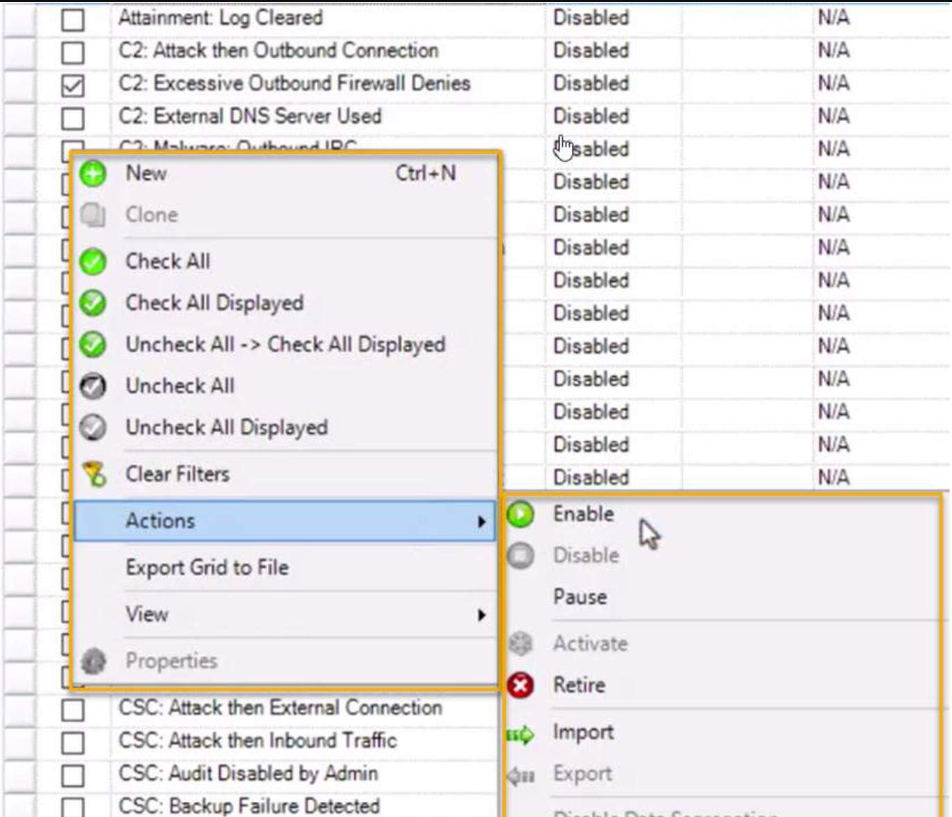 Attainment: Log Cleared Disabled N/A
C2: Attack then Outbound Connection Disabled N/A
C2: Excessive Outbound Firewall Denies Disabled N/A
C2: External DNS Server Used Disabled N/A
C2: Malware: Outbound IRC sabled N/A
New Ctrl+N
Clone
Check All
Check All Displayed
Uncheck All -> Check All Displayed
Uncheck All
Uncheck All Displayed
Clear Filters
Actions
Export Grid to File
View
Properties
Disabled N/A
Disabled N/A
Disabled N/A
Disabled N/A
Disabled N/A
Disabled N/A
Disabled N/A
Disabled N/A
Disabled N/A
Disabled N/A
Enable
Disable
Pause
Activate
Retire
Import
Export
Disable Data Segregation
CSC: Attack then External Connection
CSC: Attack then Inbound Traffic
CSC: Audit Disabled by Admin
CSC: Backup Failure Detected